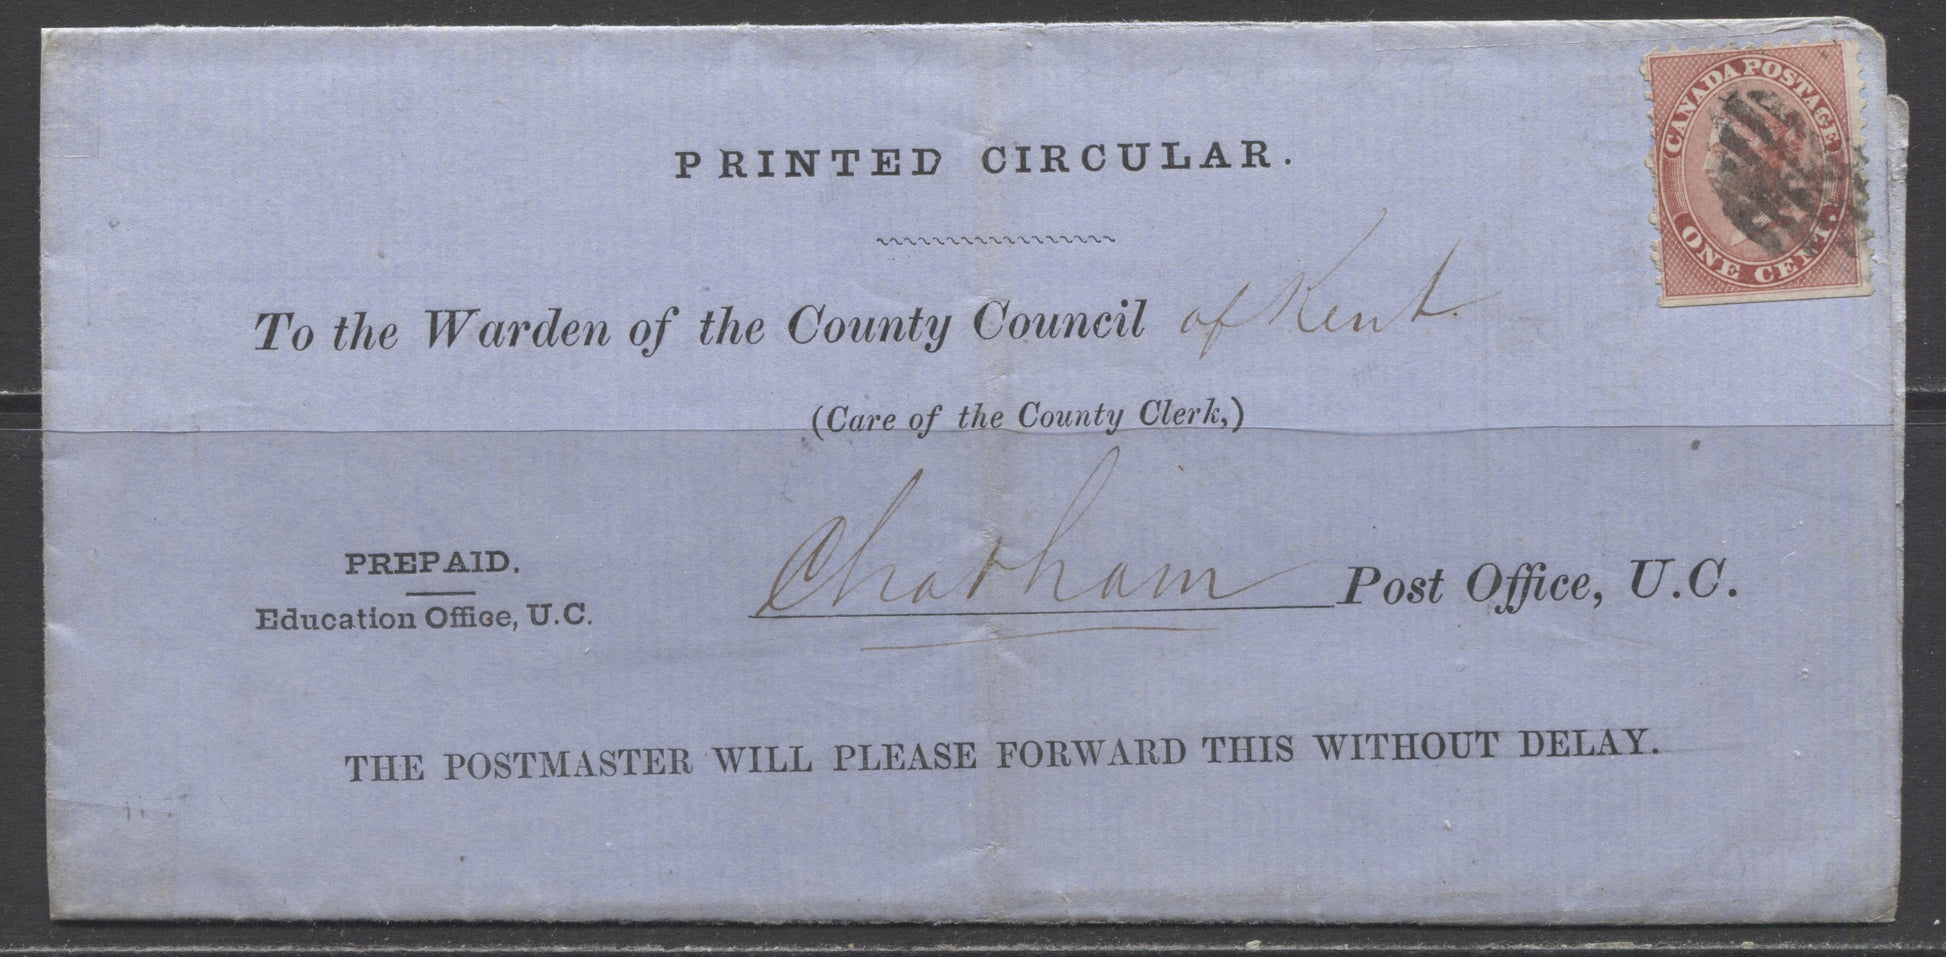 CANADA POSTAGE
ONE CENT.
PRINTED CIRCULAR.
To the Warden of the County Council of Kent.
(Care of the County Clerk,)
PREPAID.
Education Office, U.C.
Chatham Post Office, U.C.
THE POSTMASTER WILL PLEASE FORWARD THIS WITHOUT DELAY.